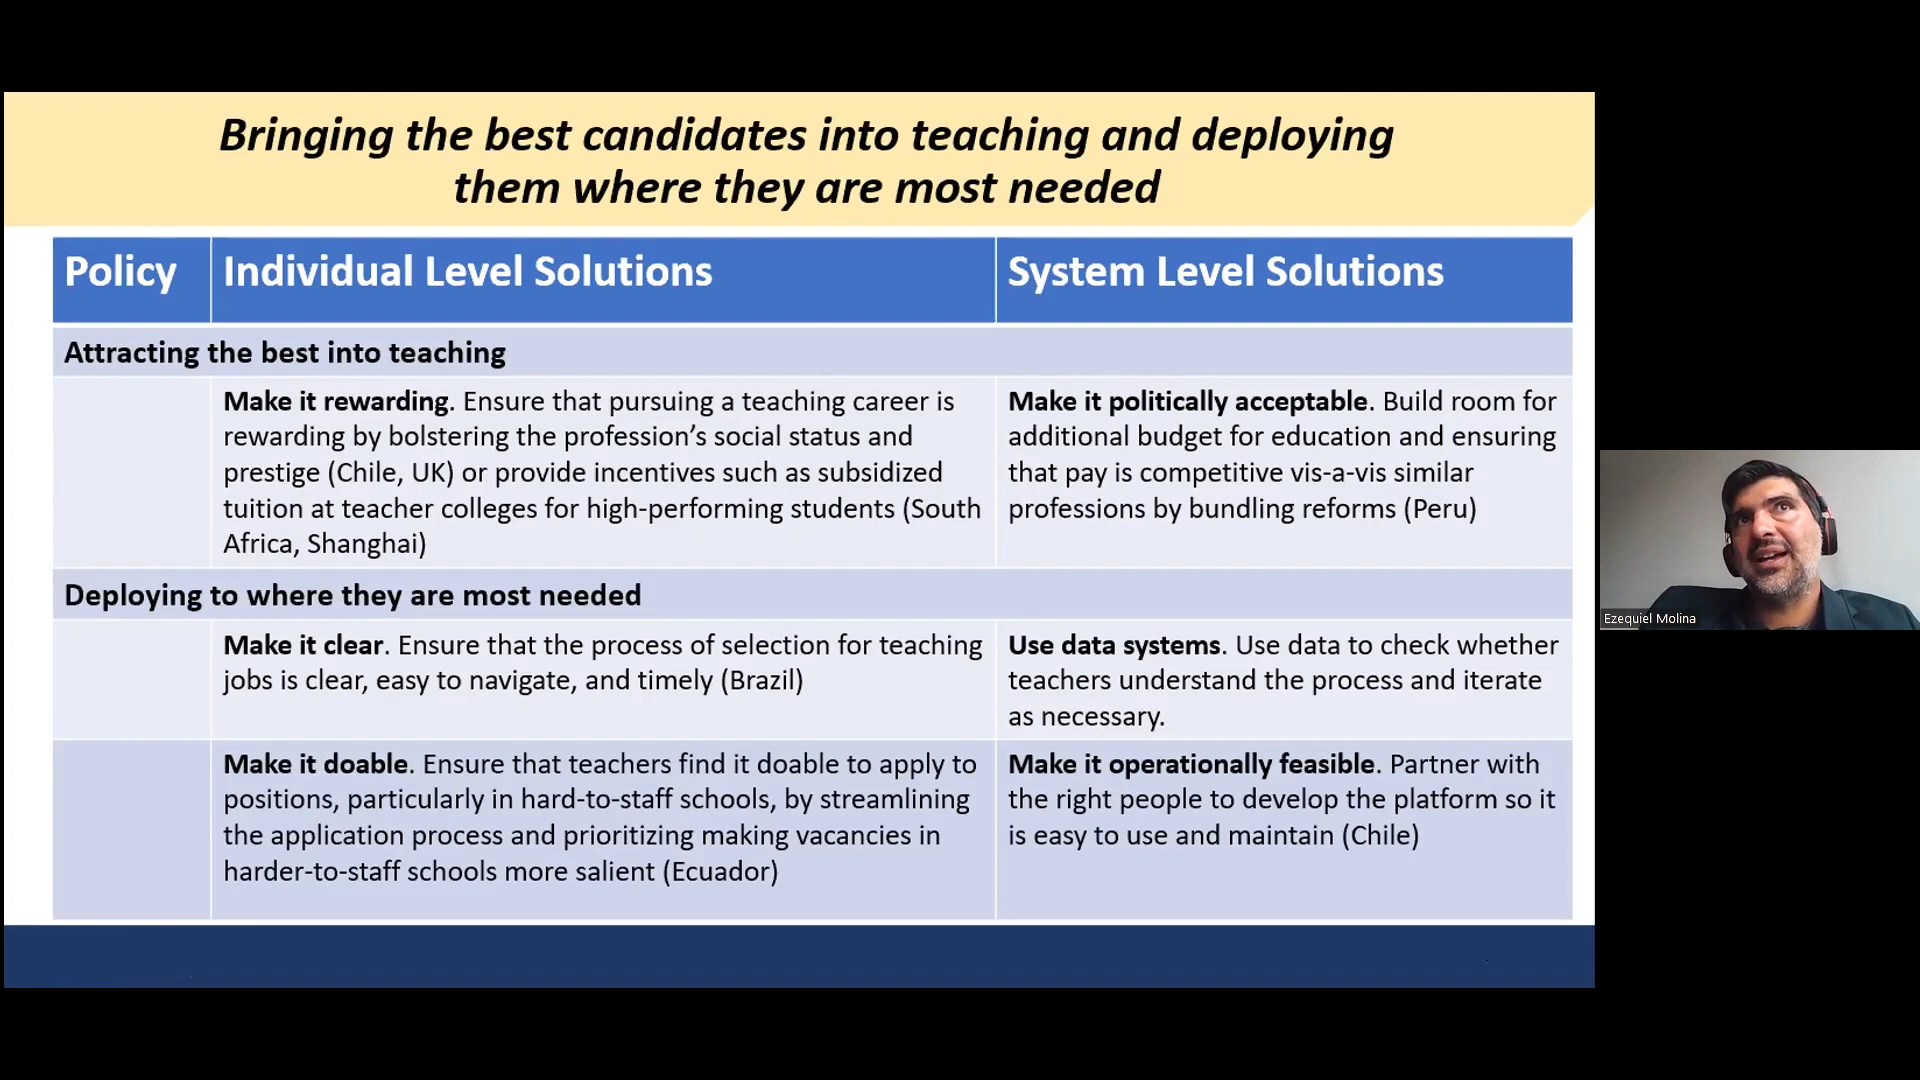 Bringing the best candidates into teaching and deploying
them where they are most needed
Policy
Individual Level Solutions
System Level Solutions
Attracting the best into teaching
Make it rewarding. Ensure that pursuing a teaching career is
rewarding by bolstering the profession’s social status and
prestige (Chile, UK) or provide incentives such as subsidized
tuition at teacher colleges for high-performing students (South
Africa, Shanghai)
Make it politically acceptable. Build room for
additional budget for education and ensuring
that pay is competitive vis-a-vis similar
professions by bundling reforms (Peru)
Deploying to where they are most needed
Make it clear. Ensure that the process of selection for teaching
jobs is clear, easy to navigate, and timely (Brazil)
Use data systems. Use data to check whether
teachers understand the process and iterate
as necessary.
Make it doable. Ensure that teachers find it doable to apply to
positions, particularly in hard-to-staff schools, by streamlining
the application process and prioritizing making vacancies in
harder-to-staff schools more salient (Ecuador)
Make it operationally feasible. Partner with
the right people to develop the platform so it
is easy to use and maintain (Chile)
Ezequiel Molina